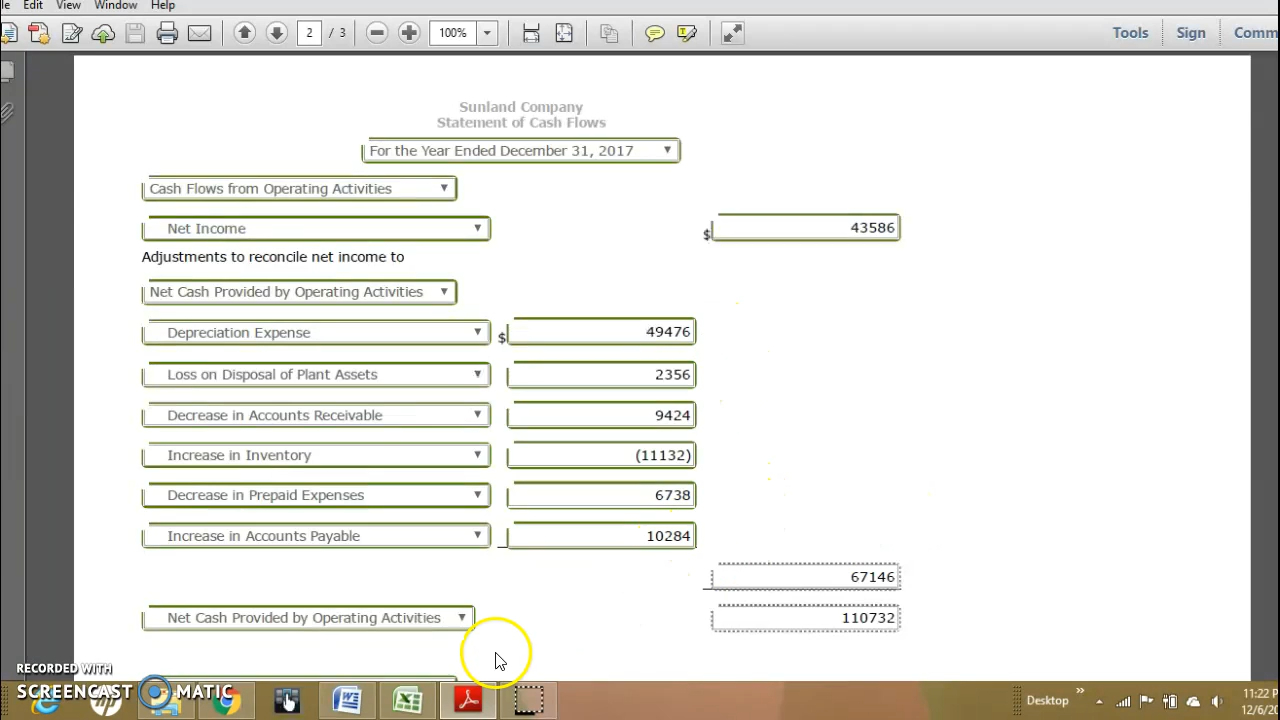 le Edit View Window Help
2 / 3 100% Tools Sign Comm
Sunland Company
Statement of Cash Flows
For the Year Ended December 31, 2017
Cash Flows from Operating Activities
Net Income $ 43586
Adjustments to reconcile net income to
Net Cash Provided by Operating Activities
Depreciation Expense $ 49476
Loss on Disposal of Plant Assets 2356
Decrease in Accounts Receivable 9424
Increase in Inventory (11132)
Decrease in Prepaid Expenses 6738
Increase in Accounts Payable 10284
67146
Net Cash Provided by Operating Activities 110732
RECORDED WITH
SCREENCAST MATIC
Desktop
11:22 PM
12/6/20